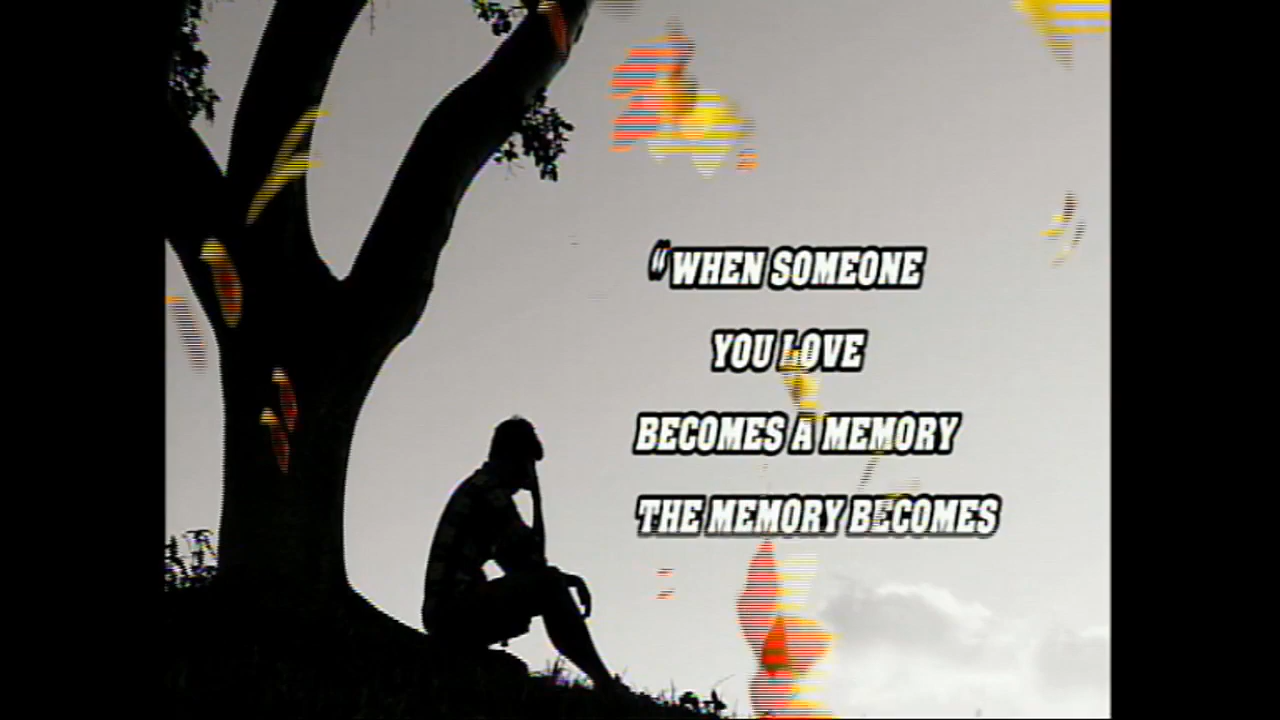 “WHEN SOMEONE
YOU LOVE
BECOMES A MEMORY
THE MEMORY BECOMES